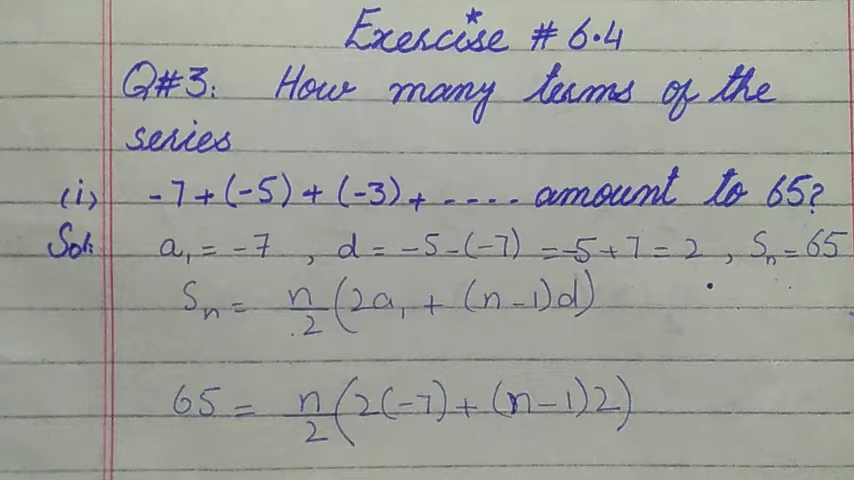 Exercise # 6.4
Q#3: How many terms of the
series
(i) -7+(-5)+(-3)+ ---- amount to 65?
Sol: a₁ = -7 , d = -5-(-7) = -5+7 = 2 , Sₙ = 65
Sₙ = n/2 (2a₁ + (n-1)d)
65 = n/2 (2(-7) + (n-1)2)